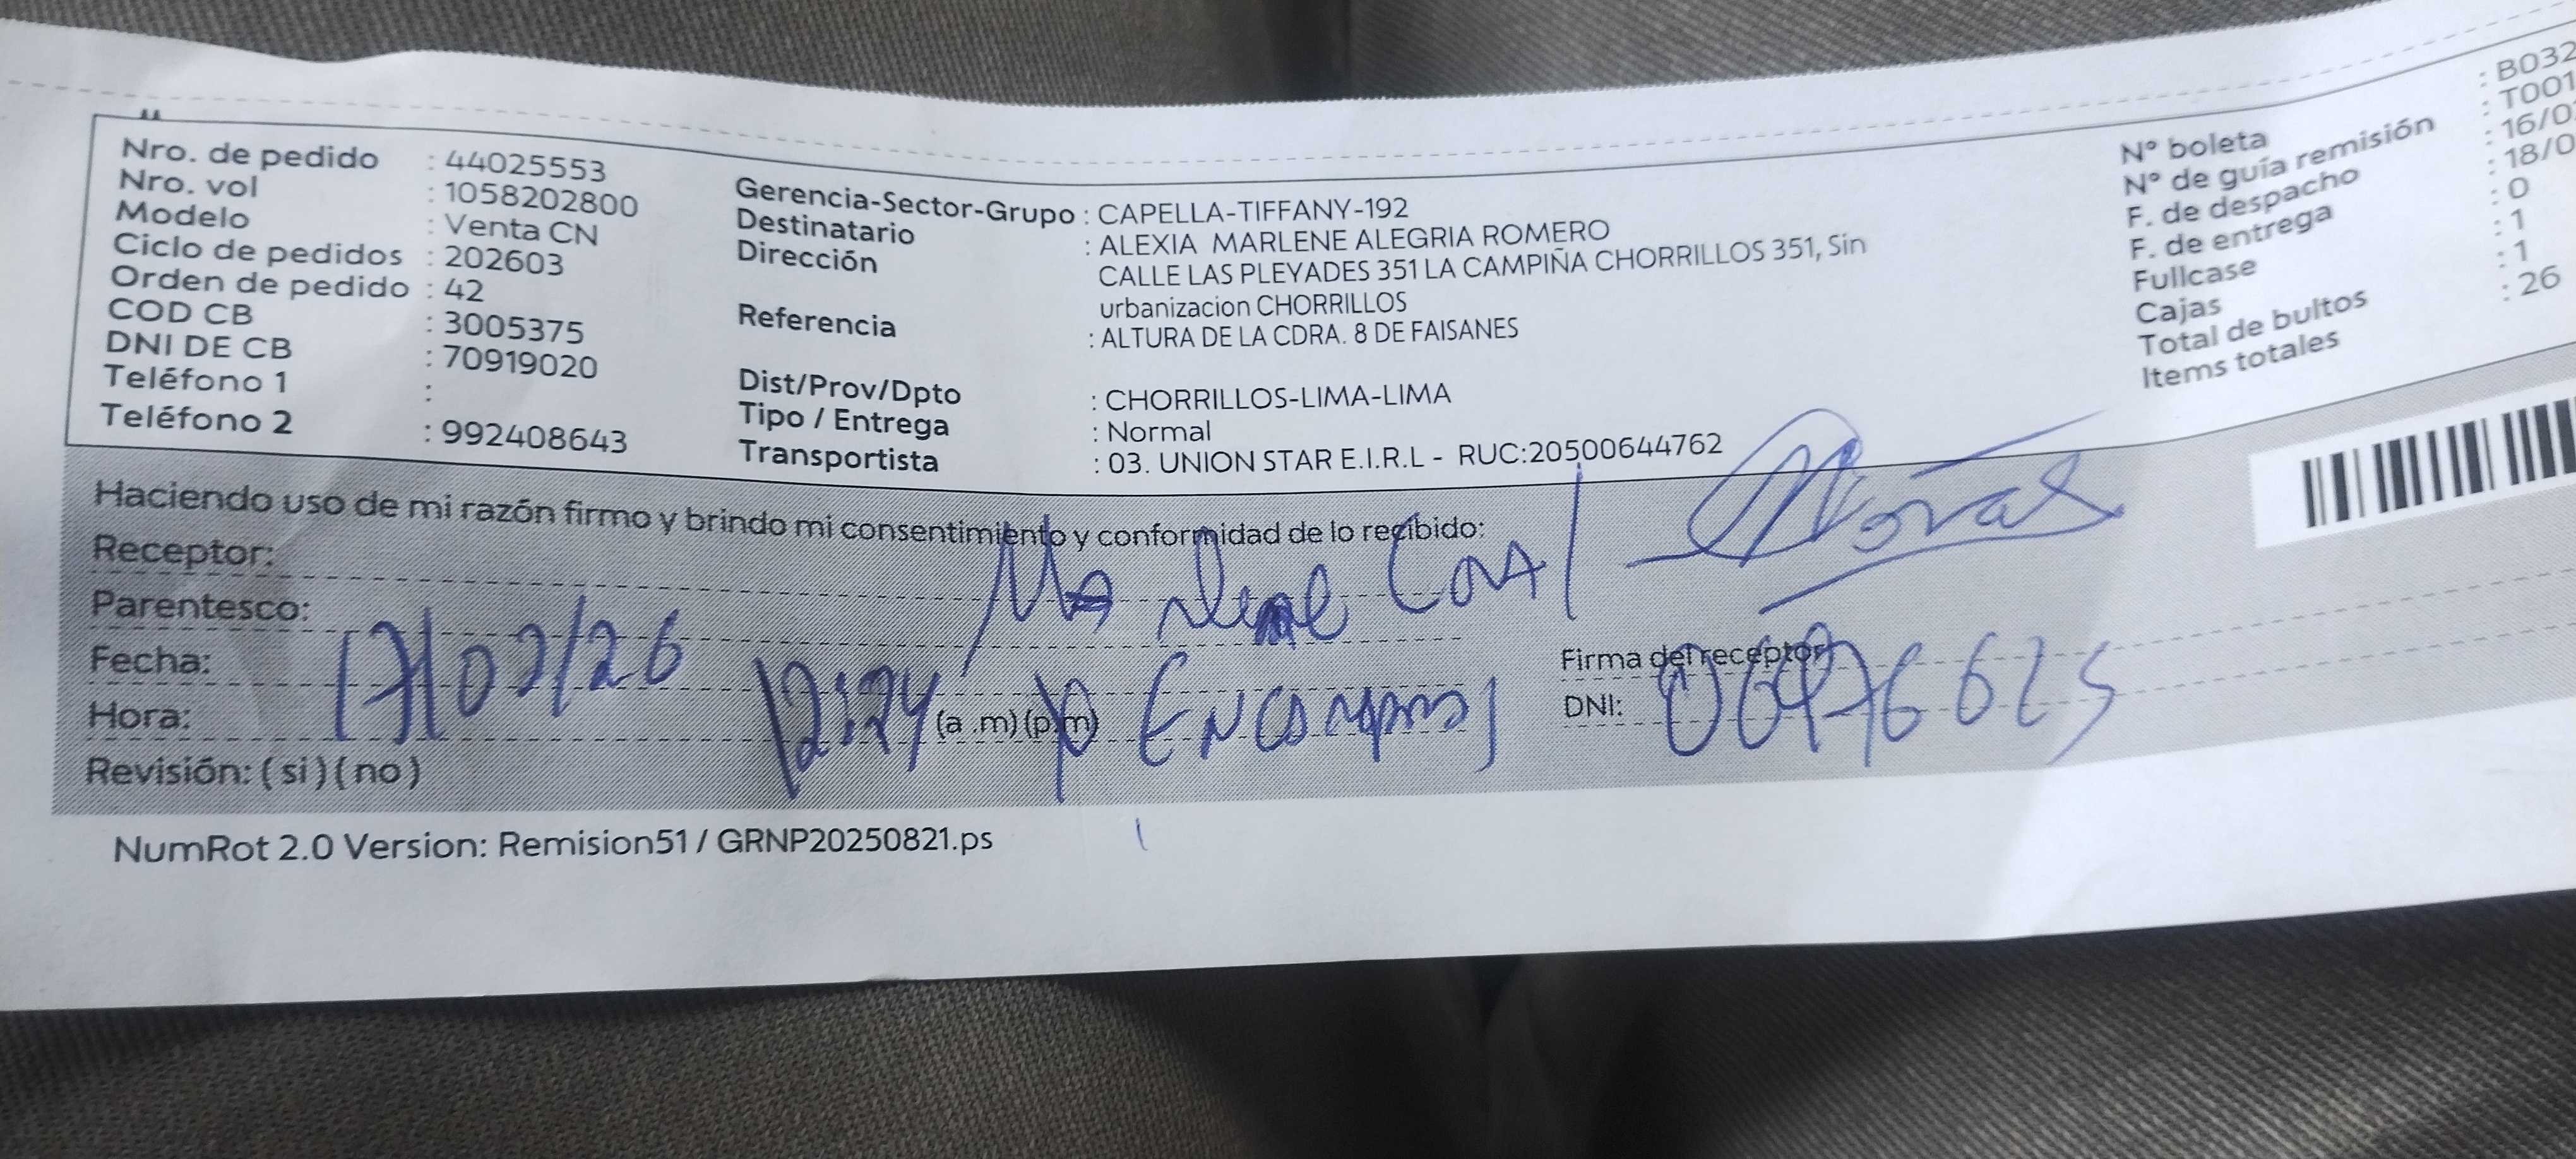 Nro. de pedido : 44025553
Nro. vol : 1058202800
Modelo : Venta CN
Ciclo de pedidos : 202603
Orden de pedido : 42
COD CB : 3005375
DNI DE CB : 70919020
Teléfono 1 :
Teléfono 2 : 992408643
Gerencia-Sector-Grupo : CAPELLA-TIFFANY-192
Destinatario : ALEXIA MARLENE ALEGRIA ROMERO
Dirección CALLE LAS PLEYADES 351 LA CAMPIÑA CHORRILLOS 351, Sin
urbanizacion CHORRILLOS
Referencia : ALTURA DE LA CDRA. 8 DE FAISANES
Dist/Prov/Dpto : CHORRILLOS-LIMA-LIMA
Tipo / Entrega : Normal
Transportista : 03. UNION STAR E.I.R.L - RUC:20500644762
N° boleta : B032
N° de guía remisión : T001
F. de despacho : 16/0
F. de entrega : 18/0
Fullcase : 0
Cajas : 1
Total de bultos : 1
Items totales : 26
Haciendo uso de mi razón firmo y brindo mi consentimiento y conformidad de lo recibido:
Receptor:
Parentesco:
Fecha: 17/02/26
Hora: 12:24 (a .m) (p.m)
Revisión: ( si ) ( no )
Firma del receptor
DNI:
NumRot 2.0 Version: Remision51 / GRNP20250821.ps